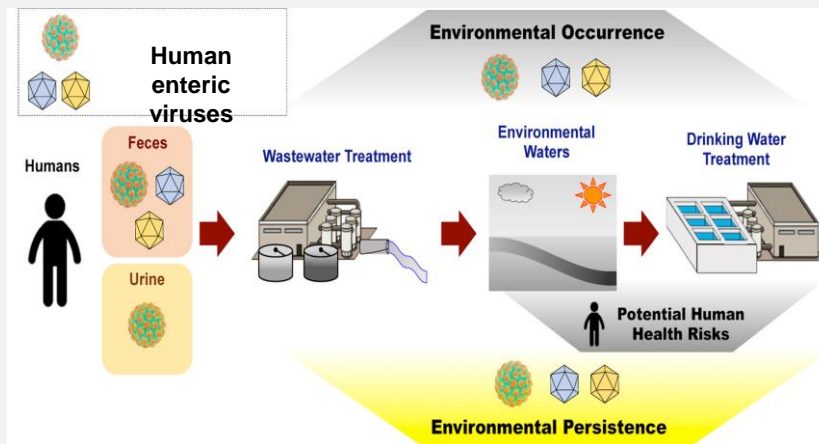 Human
enteric
viruses
Environmental Occurrence
Humans
Feces
Urine
Wastewater Treatment
Environmental
Waters
Drinking Water
Treatment
Potential Human
Health Risks
Environmental Persistence